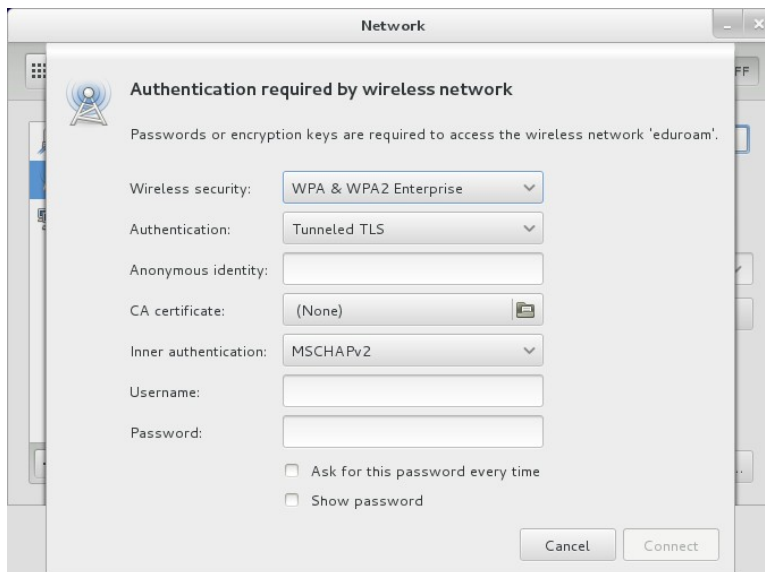 Network
FF
Authentication required by wireless network
Passwords or encryption keys are required to access the wireless network 'eduroam'.
Wireless security: WPA & WPA2 Enterprise
Authentication: Tunneled TLS
Anonymous identity:
CA certificate: (None)
Inner authentication: MSCHAPv2
Username:
Password:
Ask for this password every time
Show password
Cancel Connect